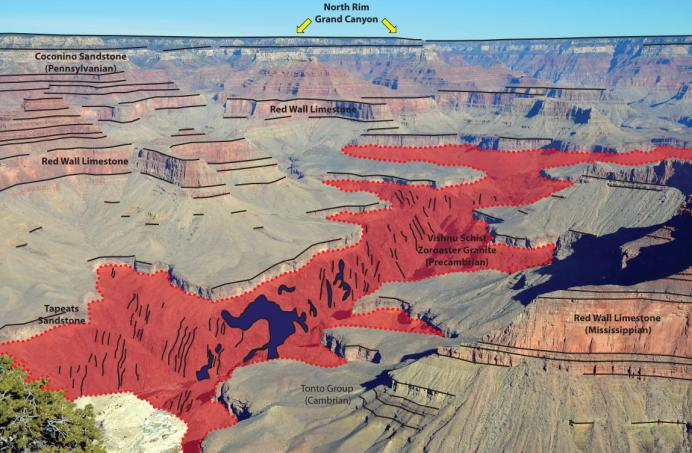 North Rim
Grand Canyon
Coconino Sandstone
(Pennsylvanian)
Red Wall Limestone
Red Wall Limestone
Vishnu Schist
Zoroaster Granite
(Precambrian)
Tapeats
Sandstone
Red Wall Limestone
(Mississippian)
Tonto Group
(Cambrian)